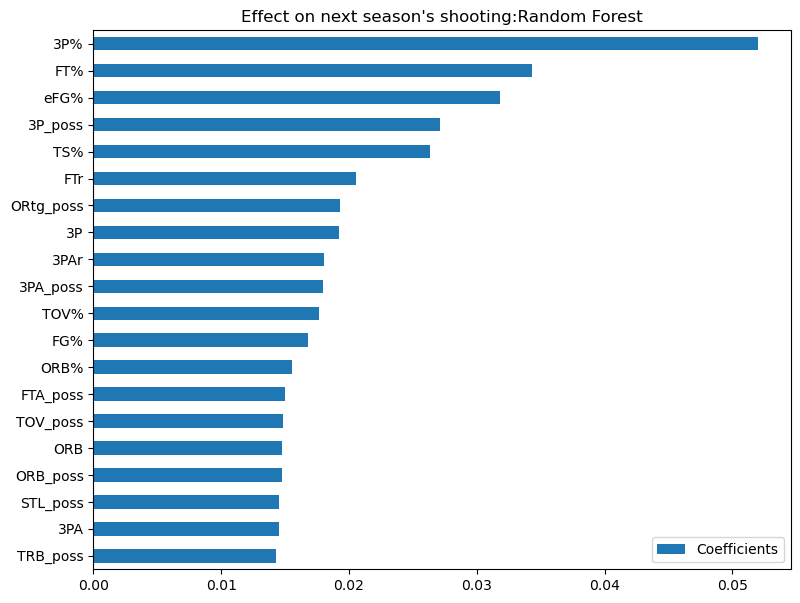 Effect on next season's shooting:Random Forest
3P%
FT%
eFG%
3P_poss
TS%
FTr
ORtg_poss
3P
3PAr
3PA_poss
TOV%
FG%
ORB%
FTA_poss
TOV_poss
ORB
ORB_poss
STL_poss
3PA
TRB_poss
Coefficients
0.00 0.01 0.02 0.03 0.04 0.05